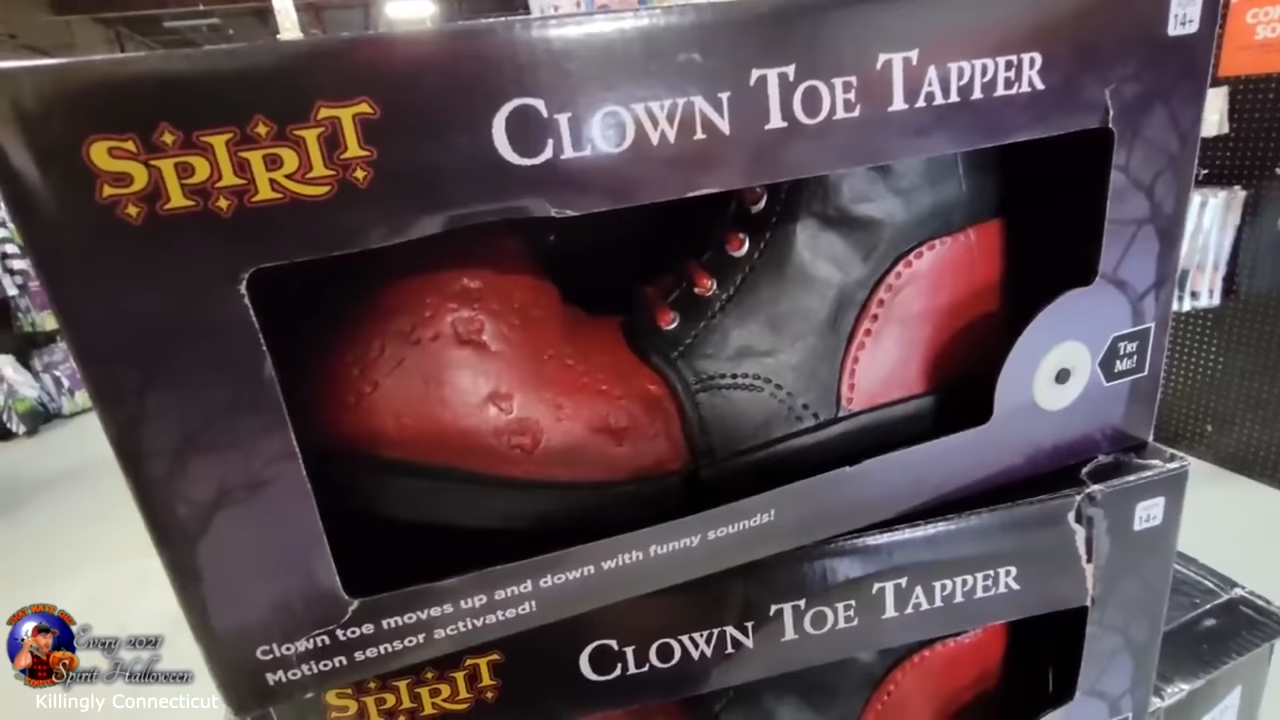 AGES
14+
CLOWN TOE TAPPER
SPIRIT
TRY
ME!
Clown toe moves up and down with funny sounds!
Motion sensor activated!
14+
CLOWN TOE TAPPER
SPIRIT
Every 2021
Spirit Halloween
Killingly Connecticut